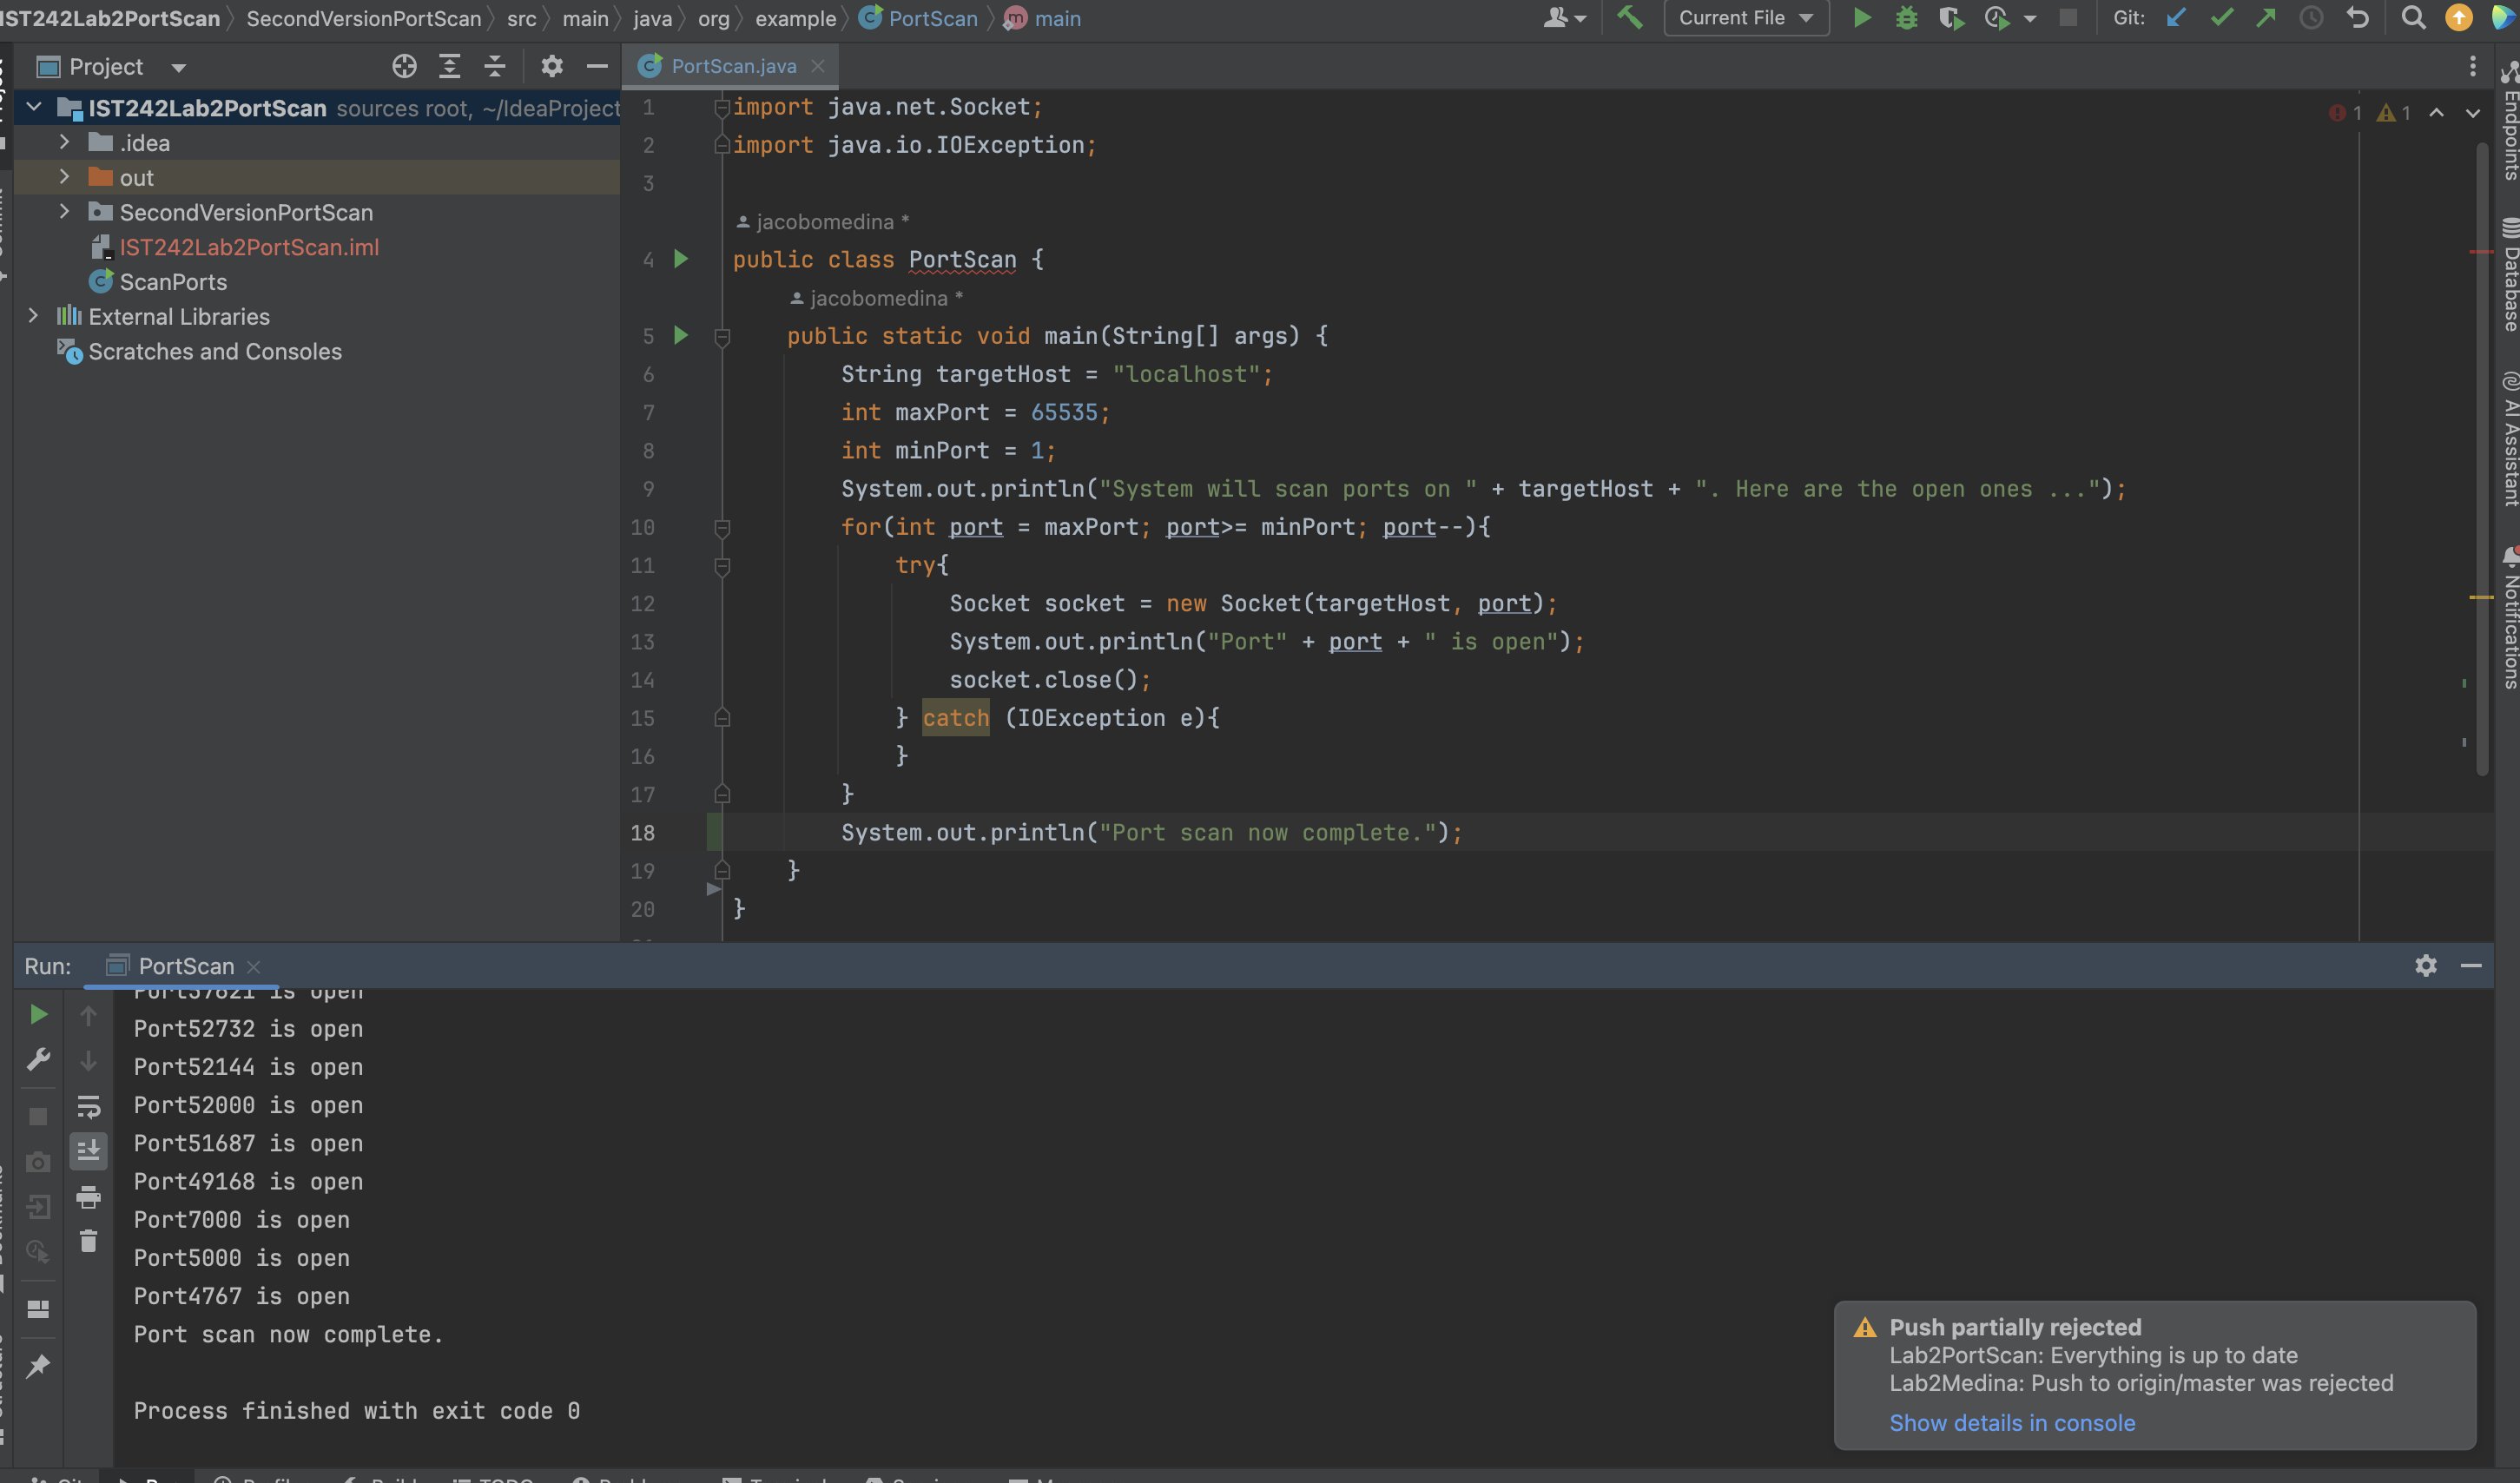 IST242Lab2PortScan SecondVersionPortScan src main java org example PortScan main
Current File Git:
Project
PortScan.java
IST242Lab2PortScan sources root, ~/IdeaProject
.idea
out
SecondVersionPortScan
IST242Lab2PortScan.iml
ScanPorts
External Libraries
Scratches and Consoles
1 import java.net.Socket;
2 import java.io.IOException;
3
jacobomedina *
4 public class PortScan {
jacobomedina *
5 public static void main(String[] args) {
6 String targetHost = "localhost";
7 int maxPort = 65535;
8 int minPort = 1;
9 System.out.println("System will scan ports on " + targetHost + ". Here are the open ones ...");
10 for(int port = maxPort; port>= minPort; port--){
11 try{
12 Socket socket = new Socket(targetHost, port);
13 System.out.println("Port" + port + " is open");
14 socket.close();
15 } catch (IOException e){
16 }
17 }
18 System.out.println("Port scan now complete.");
19 }
20 }
1 1
Endpoints
Database
AI Assistant
Notifications
Run: PortScan
Port57621 is open
Port52732 is open
Port52144 is open
Port52000 is open
Port51687 is open
Port49168 is open
Port7000 is open
Port5000 is open
Port4767 is open
Port scan now complete.
Process finished with exit code 0
Push partially rejected
Lab2PortScan: Everything is up to date
Lab2Medina: Push to origin/master was rejected
Show details in console